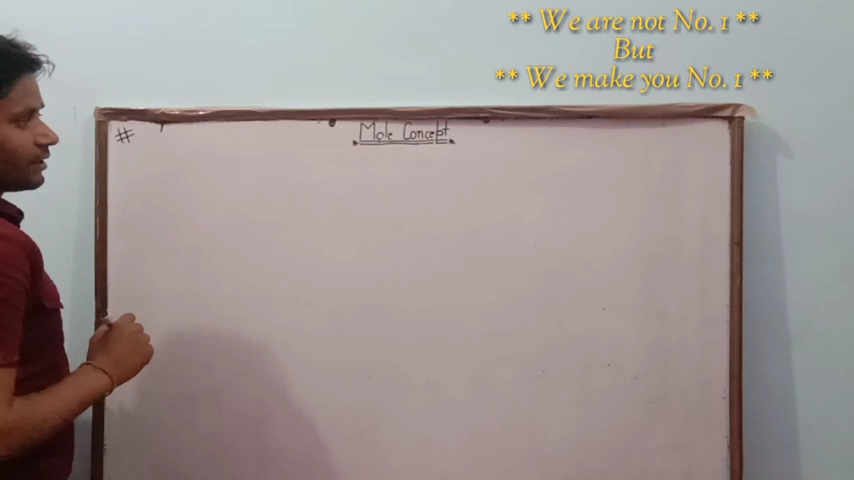 ** We are not No. 1 **
But
** We make you No. 1 **
# Mole Concept